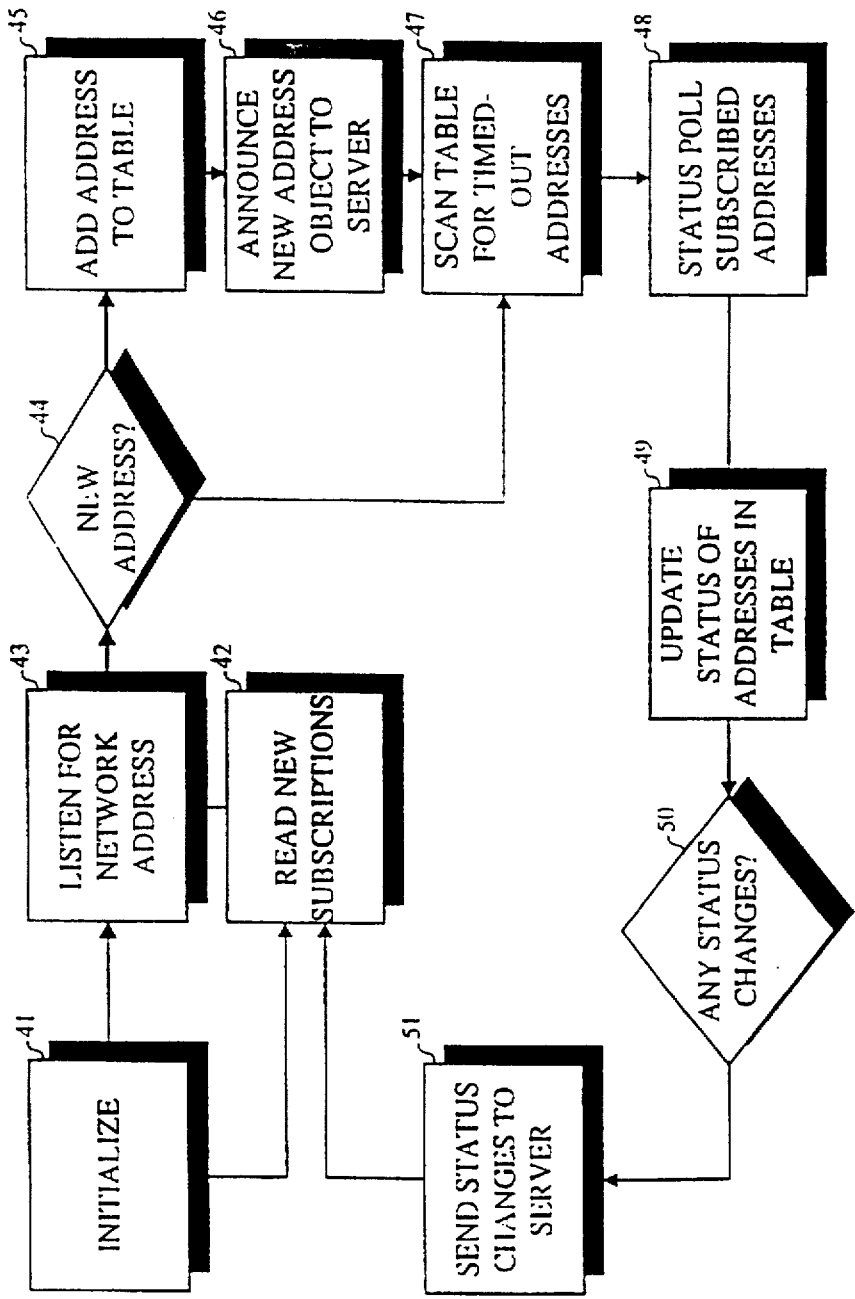 41
INITIALIZE
43
LISTEN FOR
NETWORK
ADDRESS
42
READ NEW
SUBSCRIPTIONS
44
NEW
ADDRESS?
45
ADD ADDRESS
TO TABLE
46
ANNOUNCE
NEW ADDRESS
OBJECT TO
SERVER
47
SCAN TABLE
FOR TIMED-
OUT
ADDRESSES
48
STATUS POLL
SUBSCRIBED
ADDRESSES
49
UPDATE
STATUS OF
ADDRESSES IN
TABLE
50
ANY STATUS
CHANGES?
51
SEND STATUS
CHANGES TO
SERVER